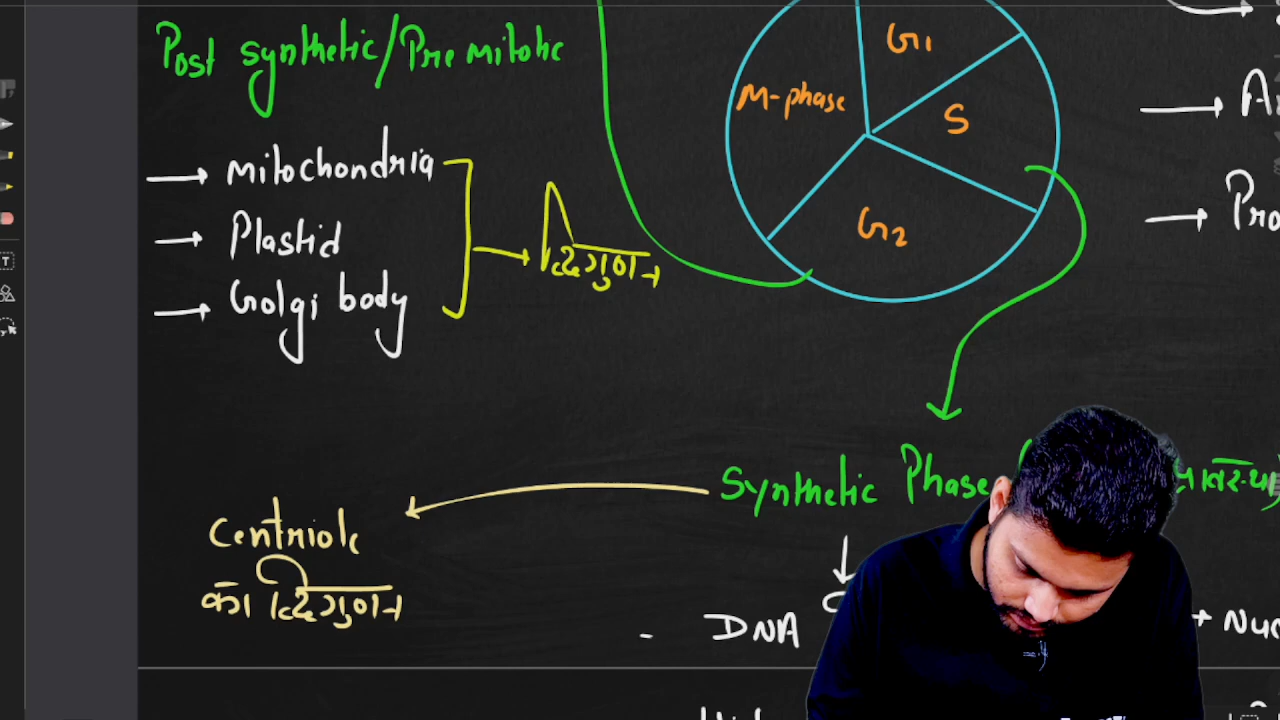 Post synthetic/Pre mitotic
G1
M-phase
S
G2
→ Mitochondria
→ Plastid
→ Golgi body
द्विगुणन
Synthetic Phase
Centriole
का द्विगुणन
DNA
+